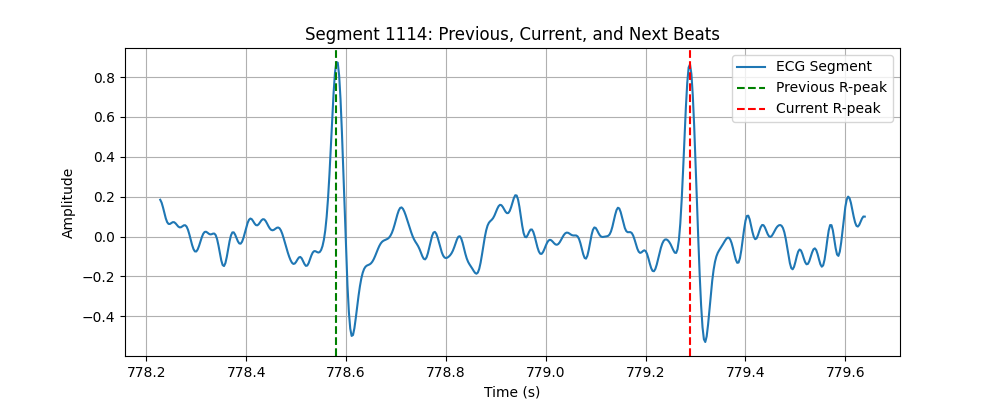 Segment 1114: Previous, Current, and Next Beats
ECG Segment
Previous R-peak
Current R-peak
Amplitude
0.8
0.6
0.4
0.2
0.0
−0.2
−0.4
778.2 778.4 778.6 778.8 779.0 779.2 779.4 779.6
Time (s)